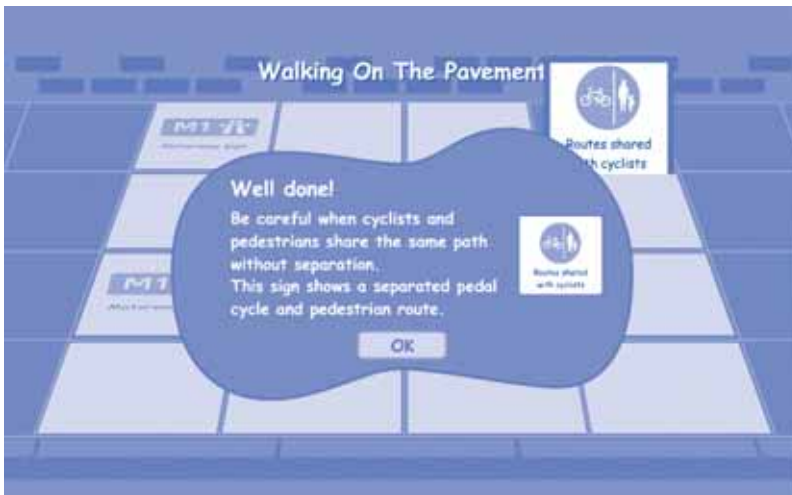 Walking On The Pavement
Routes shared
with cyclists
M1
Motorway sign
Well done!
Be careful when cyclists and
pedestrians share the same path
without separation.
This sign shows a separated pedal
cycle and pedestrian route.
Routes shared
with cyclists
M1
OK